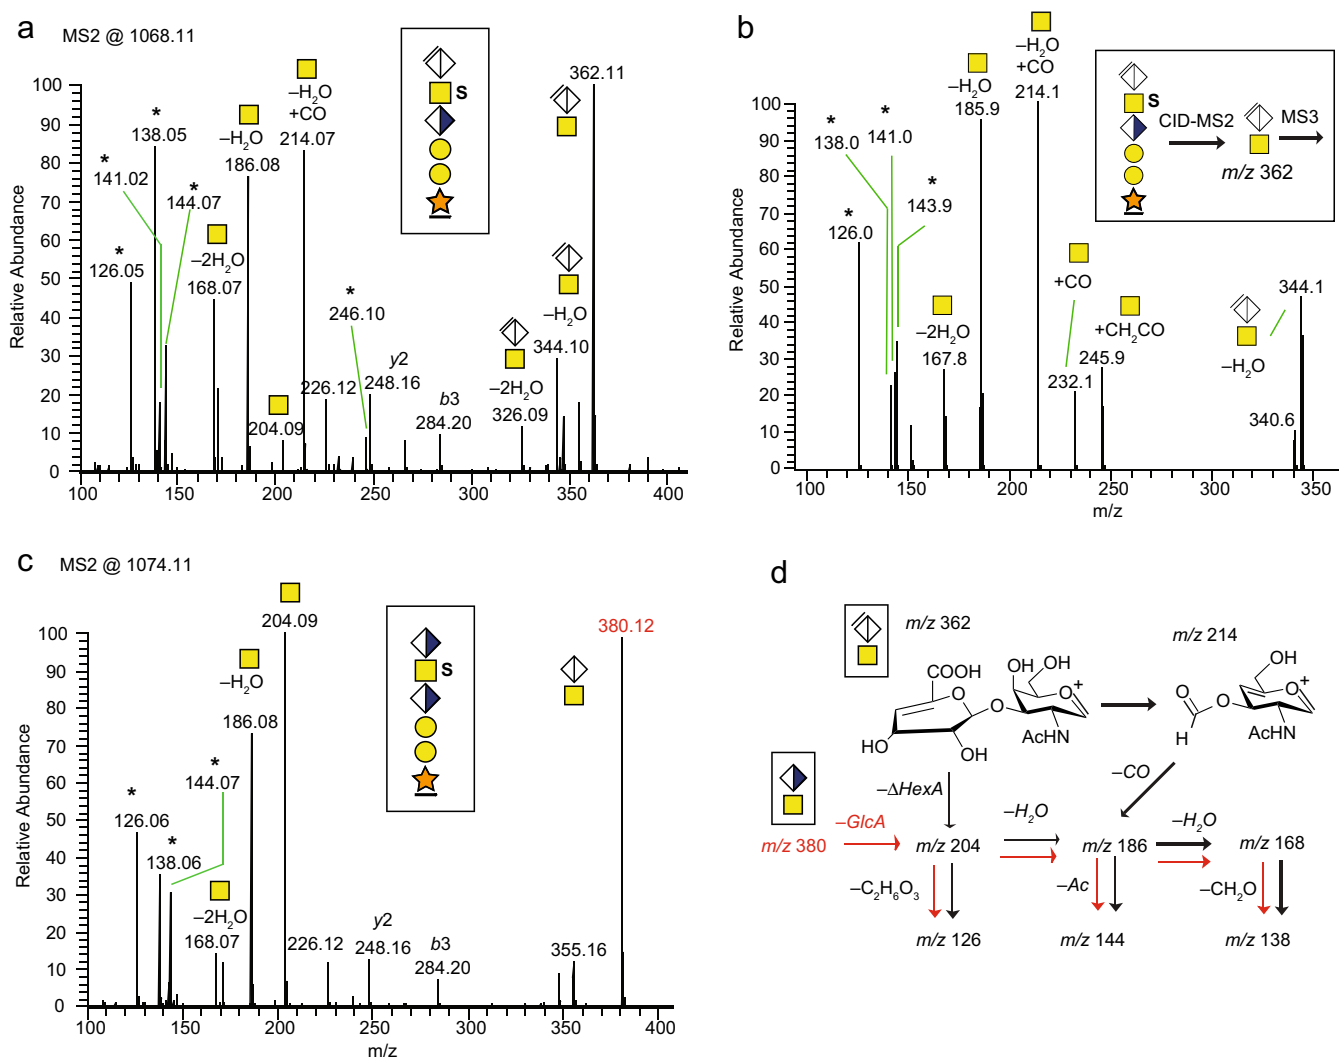 a
MS2 @ 1068.11
Relative Abundance
100
90
80
70
60
50
40
30
20
10
0
100
150
200
250
300
350
400
*
126.05
*
141.02
*
138.05
*
144.07
–2H2O
168.07
–H2O
186.08
204.09
–H2O
+CO
214.07
226.12
*
246.10
y2
248.16
b3
284.20
–2H2O
326.09
–H2O
344.10
362.11
S
b
Relative Abundance
100
90
80
70
60
50
40
30
20
10
0
100
150
200
250
300
350
m/z
*
126.0
*
138.0
*
141.0
*
143.9
–2H2O
167.8
–H2O
185.9
–H2O
+CO
214.1
+CO
232.1
+CH2CO
245.9
–H2O
340.6
344.1
S
CID-MS2
MS3
m/z 362
c
MS2 @ 1074.11
Relative Abundance
100
90
80
70
60
50
40
30
20
10
0
100
150
200
250
300
350
400
m/z
*
126.06
*
138.06
*
144.07
–2H2O
168.07
–H2O
186.08
204.09
226.12
y2
248.16
b3
284.20
355.16
380.12
S
d
m/z 362
m/z 214
COOH
O
HO
OH
O
OH
OH
O
+
AcHN
O
H
O
OH
O
+
AcHN
–ΔHexA
–CO
m/z 380
–GlcA
m/z 204
–H2O
m/z 186
–H2O
m/z 168
–C2H6O3
–Ac
–CH2O
m/z 126
m/z 144
m/z 138